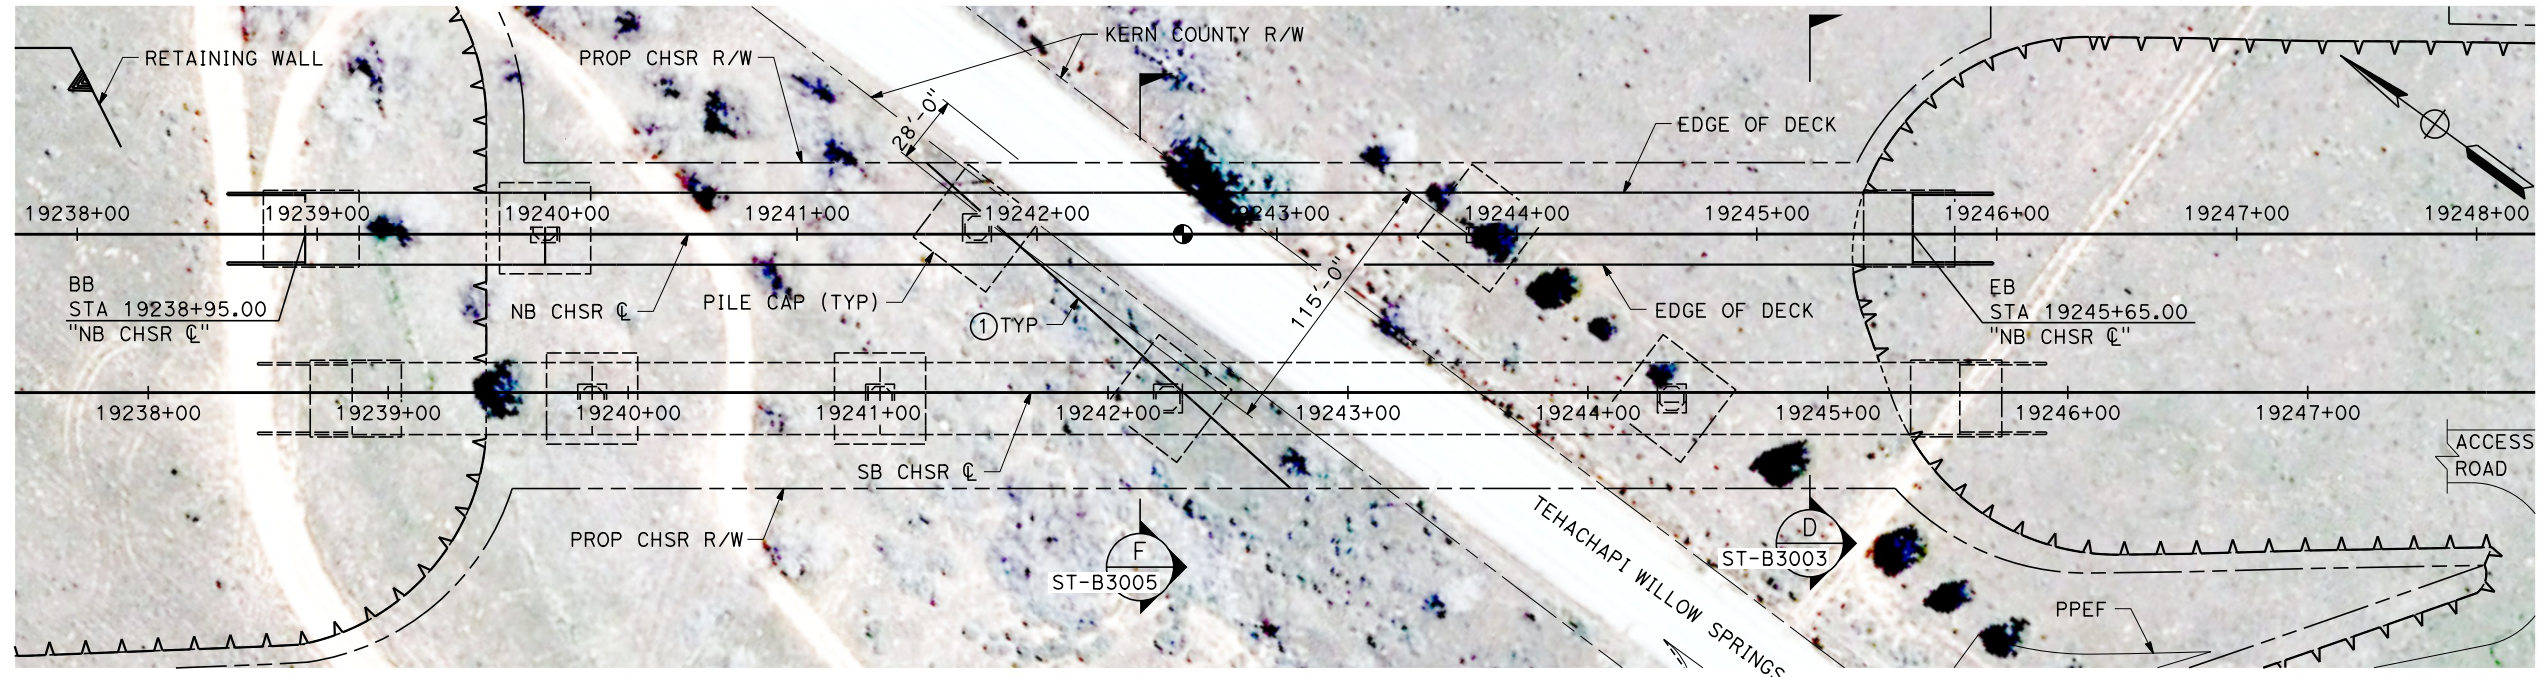 RETAINING WALL
PROP CHSR R/W
KERN COUNTY R/W
28'-0"
EDGE OF DECK
19238+00
19239+00
19240+00
19241+00
19242+00
19243+00
19244+00
19245+00
19246+00
19247+00
19248+00
BB
STA 19238+95.00
"NB CHSR ℄"
NB CHSR ℄
PILE CAP (TYP)
1 TYP
115'-0"
EDGE OF DECK
EB
STA 19245+65.00
"NB CHSR ℄"
19238+00
19239+00
19240+00
19241+00
19242+00
19243+00
19244+00
19245+00
19246+00
19247+00
SB CHSR ℄
ACCESS
ROAD
PROP CHSR R/W
F
ST-B3005
TEHACHAPI WILLOW SPRINGS
D
ST-B3003
PPEF